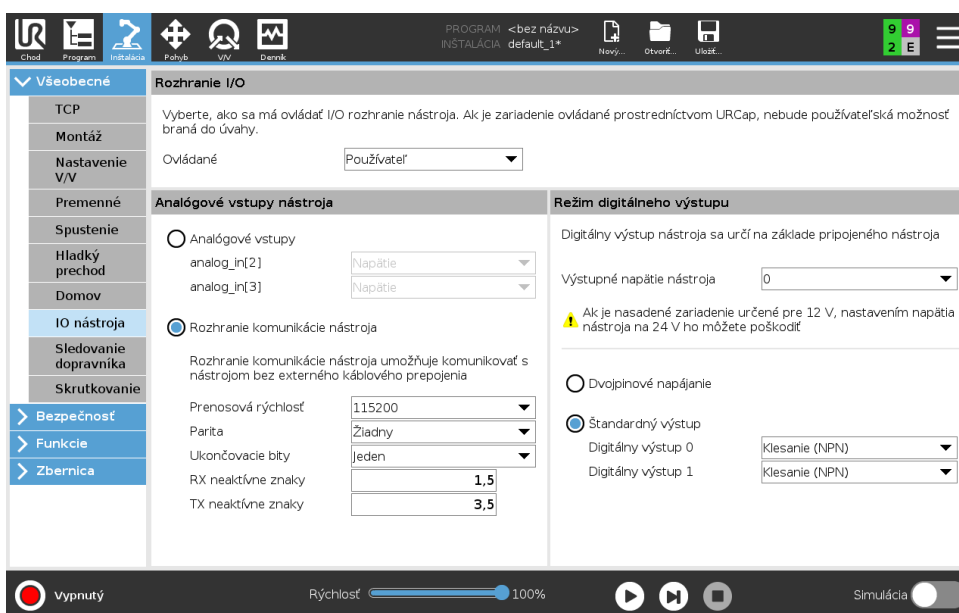 PROGRAM <bez názvu>
INŠTALÁCIA default_1*
Chod Program Inštalácia Pohyb V/V Denník Nový... Otvoriť... Uložiť...
9 9
2 E
Všeobecné
TCP
Montáž
Nastavenie
V/V
Premenné
Spustenie
Hladký
prechod
Domov
IO nástroja
Sledovanie
dopravníka
Skrutkovanie
Bezpečnosť
Funkcie
Zbernica
Rozhranie I/O
Vyberte, ako sa má ovládať I/O rozhranie nástroja. Ak je zariadenie ovládané prostredníctvom URCap, nebude používateľská možnosť
braná do úvahy.
Ovládané Používateľ
Analógové vstupy nástroja
Analógové vstupy
analog_in[2] Napätie
analog_in[3] Napätie
Rozhranie komunikácie nástroja
Rozhranie komunikácie nástroja umožňuje komunikovať s
nástrojom bez externého káblového prepojenia
Prenosová rýchlosť 115200
Parita Žiadny
Ukončovacie bity Jeden
RX neaktívne znaky 1,5
TX neaktívne znaky 3,5
Režim digitálneho výstupu
Digitálny výstup nástroja sa určí na základe pripojeného nástroja
Výstupné napätie nástroja 0
Ak je nasadené zariadenie určené pre 12 V, nastavením napätia
nástroja na 24 V ho môžete poškodiť
Dvojpinové napájanie
Štandardný výstup
Digitálny výstup 0 Klesanie (NPN)
Digitálny výstup 1 Klesanie (NPN)
Vypnutý Rýchlosť 100% Simulácia